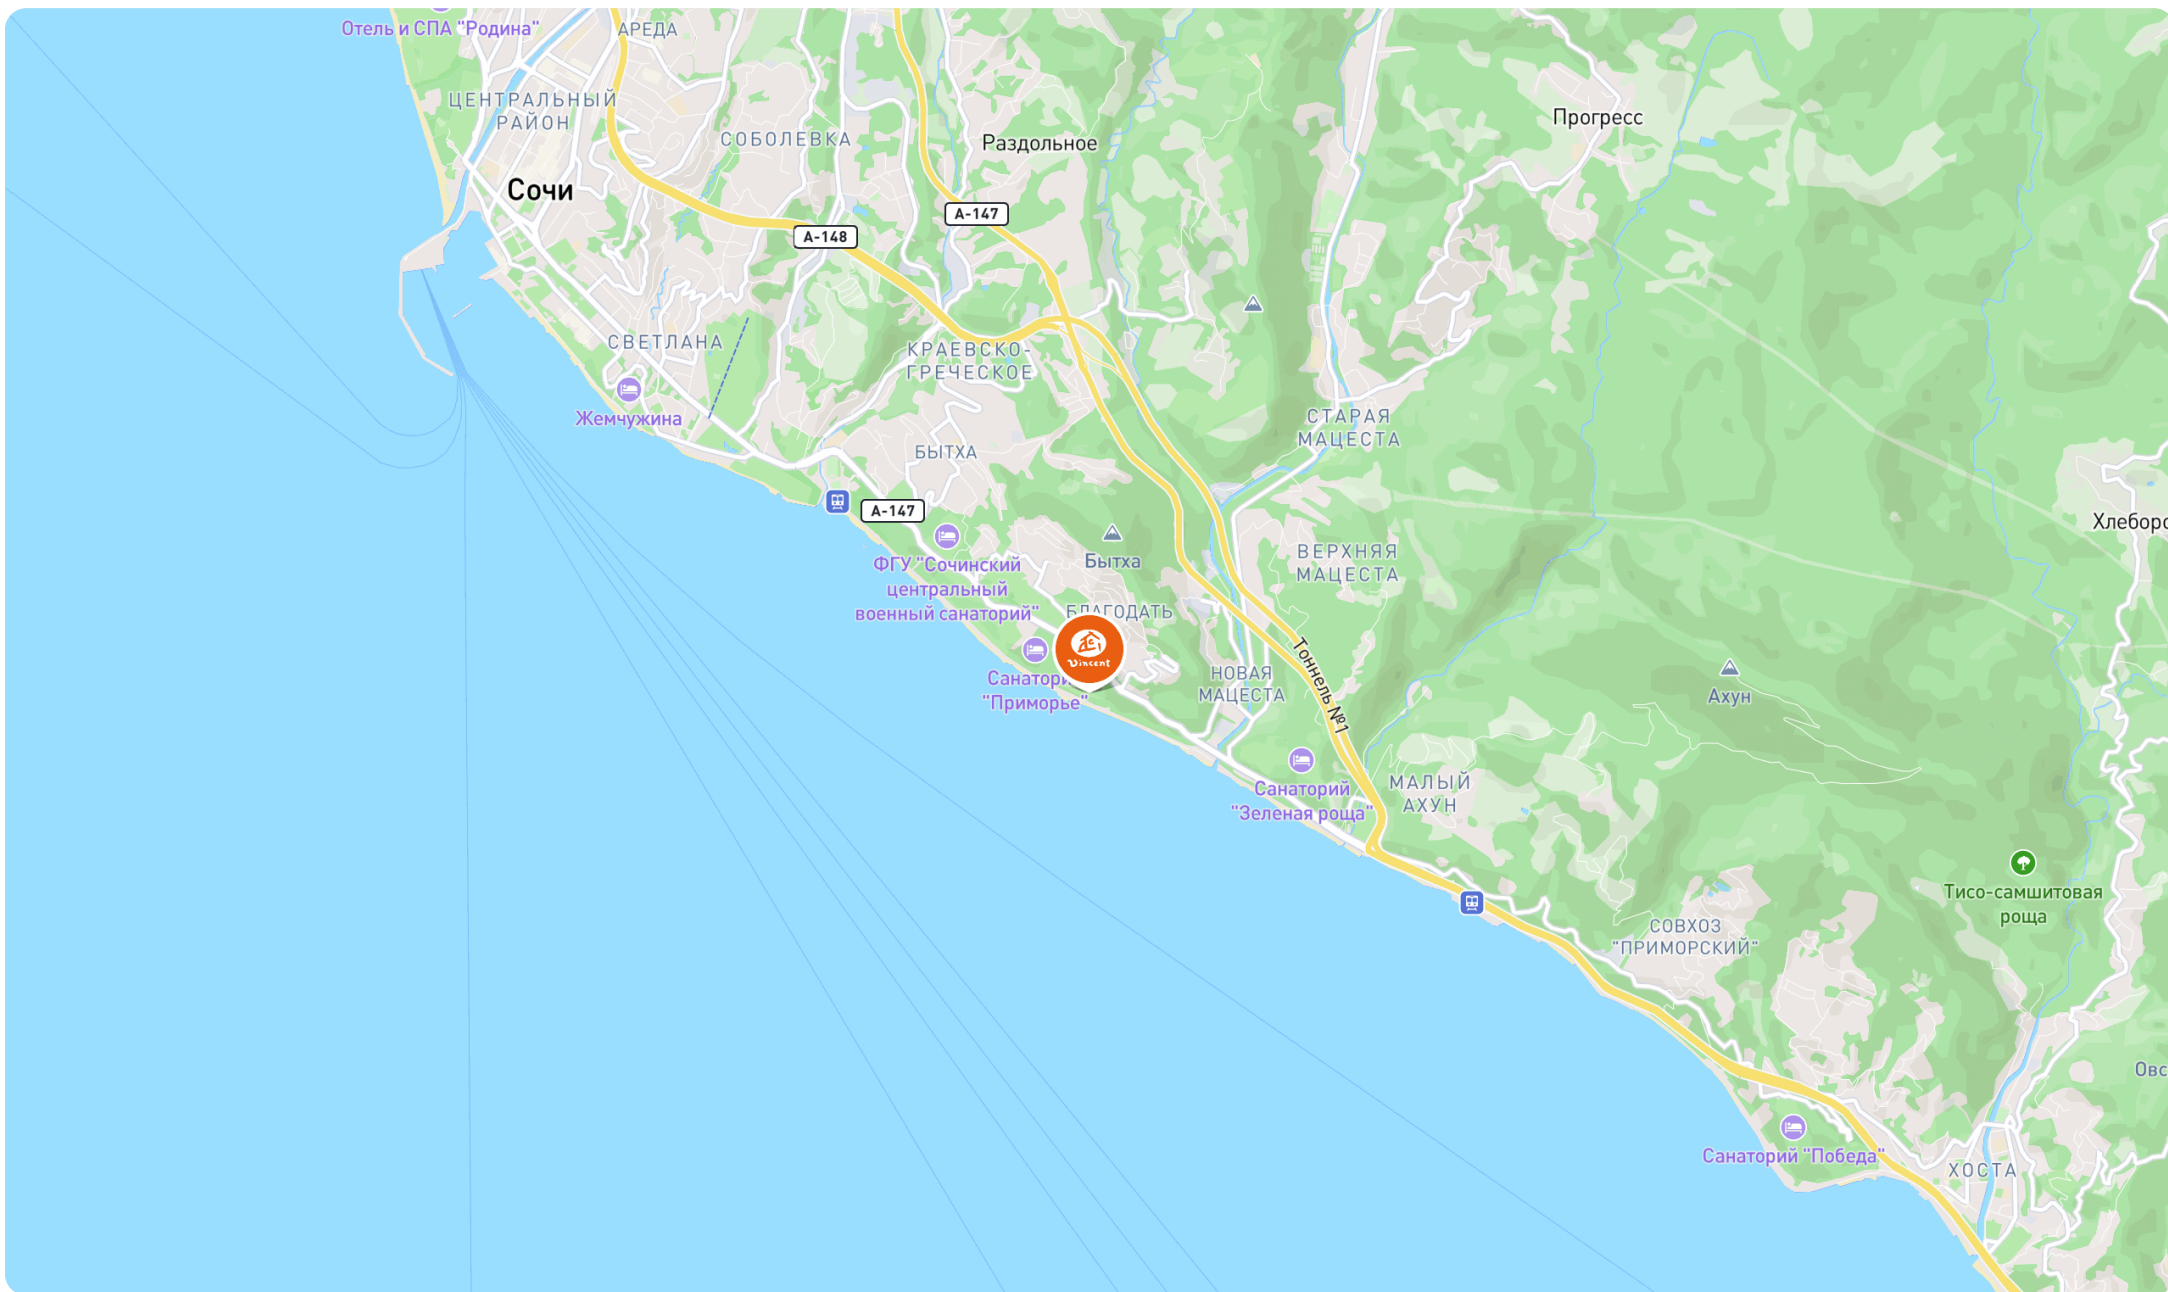 Отель и СПА "Родина"
АРЕДА
ЦЕНТРАЛЬНЫЙ
РАЙОН
СОБОЛЕВКА
Раздольное
Прогресс
Сочи
А-147
А-148
СВЕТЛАНА
КРАЕВСКО-
ГРЕЧЕСКОЕ
Жемчужина
СТАРАЯ
МАЦЕСТА
БЫТХА
А-147
Хлеборо
ФГУ "Сочинский
центральный
военный санаторий"
Бытха
ВЕРХНЯЯ
МАЦЕСТА
БЛАГОДАТЬ
Vincent
Санатори
"Приморье"
НОВАЯ
МАЦЕСТА
Тоннель №1
Ахун
Санаторий
"Зеленая роща"
МАЛЫЙ
АХУН
Тисо-самшитовая
роща
СОВХОЗ
"ПРИМОРСКИЙ"
Овс
Санаторий "Победа"
ХОСТА